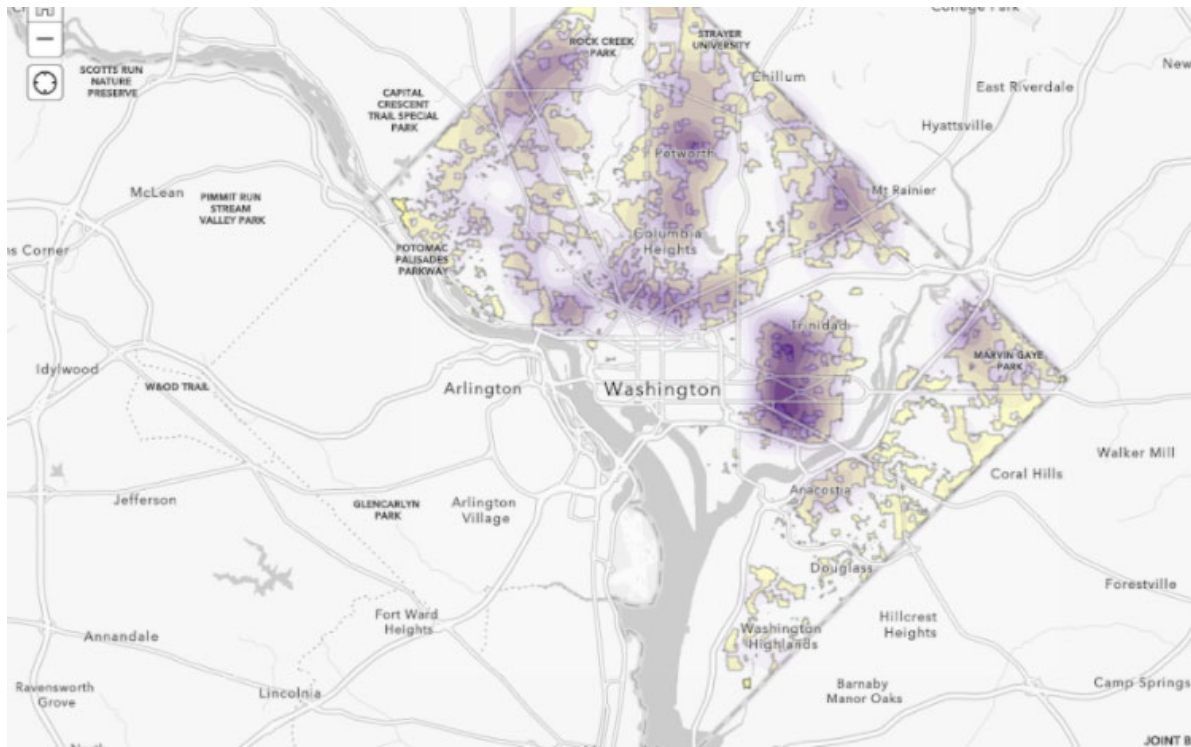 ROCK CREEK
PARK
STRAYER
UNIVERSITY
SCOTTS RUN
NATURE
PRESERVE
Chillum
New
East Riverdale
CAPITAL
CRESCENT
TRAIL SPECIAL
PARK
Hyattsville
Petworth
McLean
PIMMIT RUN
STREAM
VALLEY PARK
Mt Rainier
Columbia
Heights
ns Corner
POTOMAC
PALISADES
PARKWAY
Trinidad
MARVIN GAYE
PARK
Idylwood
W&OD TRAIL
Arlington
Washington
Walker Mill
Coral Hills
Anacostia
Jefferson
GLENCARLYN
PARK
Arlington
Village
Douglass
Forestville
Fort Ward
Heights
Hillcrest
Heights
Annandale
Washington
Highlands
Ravensworth
Grove
Lincolnia
Barnaby
Manor Oaks
Camp Springs
JOINT B